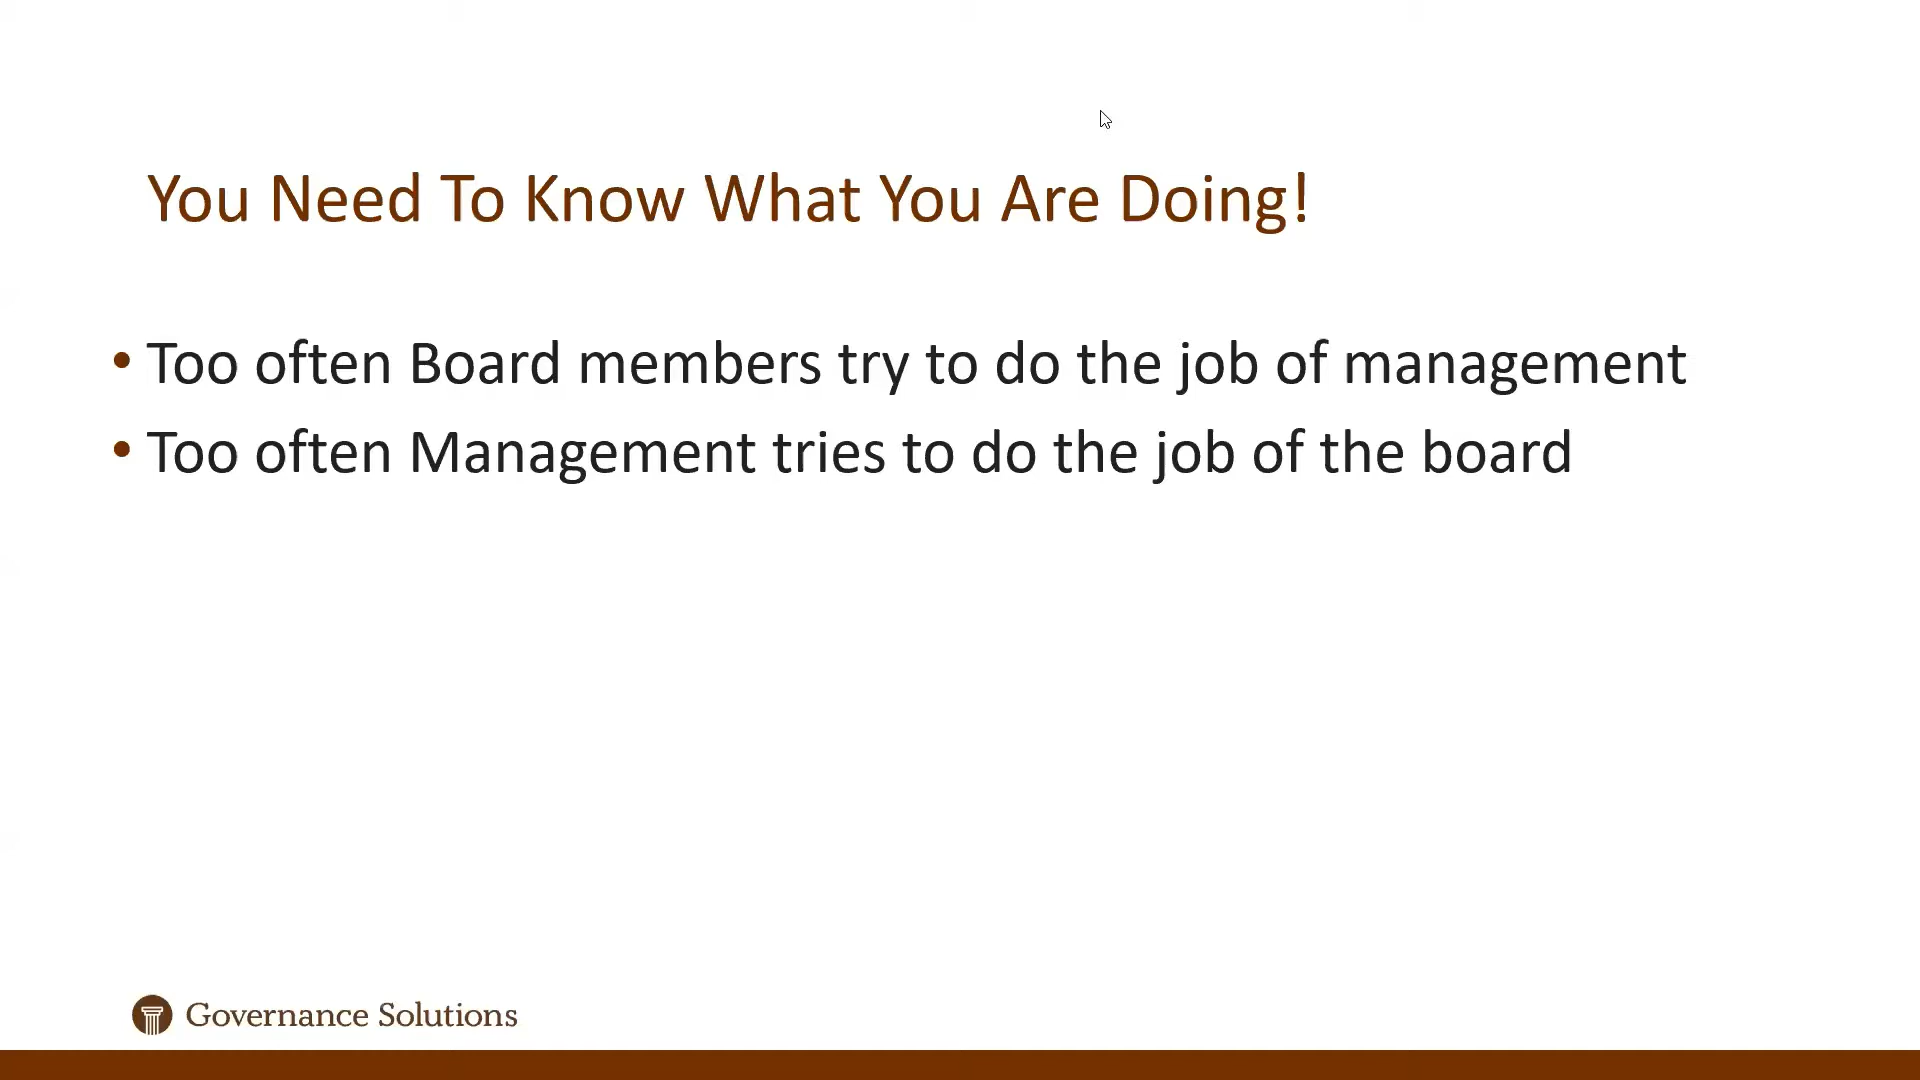 You Need To Know What You Are Doing!
• Too often Board members try to do the job of management
• Too often Management tries to do the job of the board
Governance Solutions